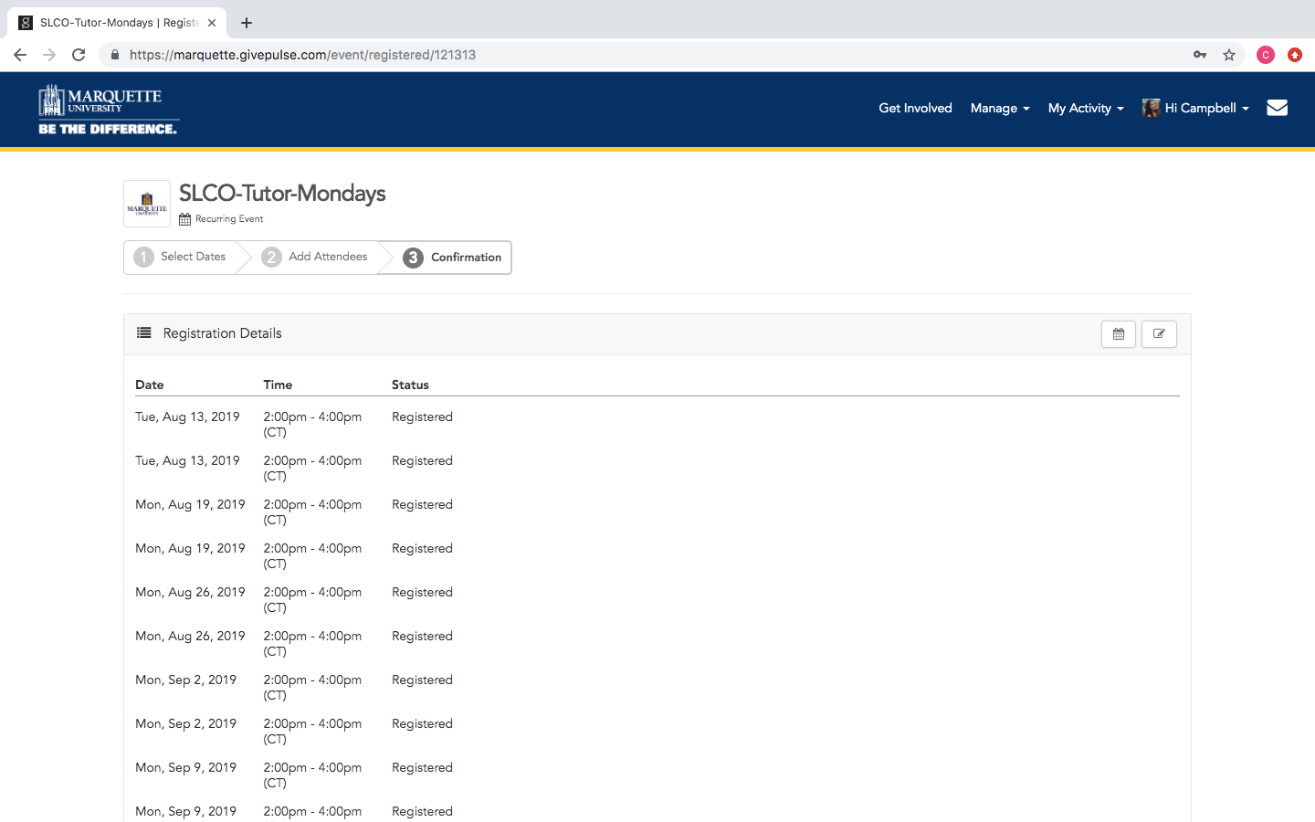 SLCO-Tutor-Mondays | Registe
https://marquette.givepulse.com/event/registered/121313
C
MARQUETTE
UNIVERSITY
BE THE DIFFERENCE.
Get Involved Manage My Activity Hi Campbell
MARQUETTE
UNIVERSITY
SLCO-Tutor-Mondays
Recurring Event
1 Select Dates 2 Add Attendees 3 Confirmation
Registration Details
Date Time Status
Tue, Aug 13, 2019 2:00pm - 4:00pm Registered
(CT)
Tue, Aug 13, 2019 2:00pm - 4:00pm Registered
(CT)
Mon, Aug 19, 2019 2:00pm - 4:00pm Registered
(CT)
Mon, Aug 19, 2019 2:00pm - 4:00pm Registered
(CT)
Mon, Aug 26, 2019 2:00pm - 4:00pm Registered
(CT)
Mon, Aug 26, 2019 2:00pm - 4:00pm Registered
(CT)
Mon, Sep 2, 2019 2:00pm - 4:00pm Registered
(CT)
Mon, Sep 2, 2019 2:00pm - 4:00pm Registered
(CT)
Mon, Sep 9, 2019 2:00pm - 4:00pm Registered
(CT)
Mon, Sep 9, 2019 2:00pm - 4:00pm Registered